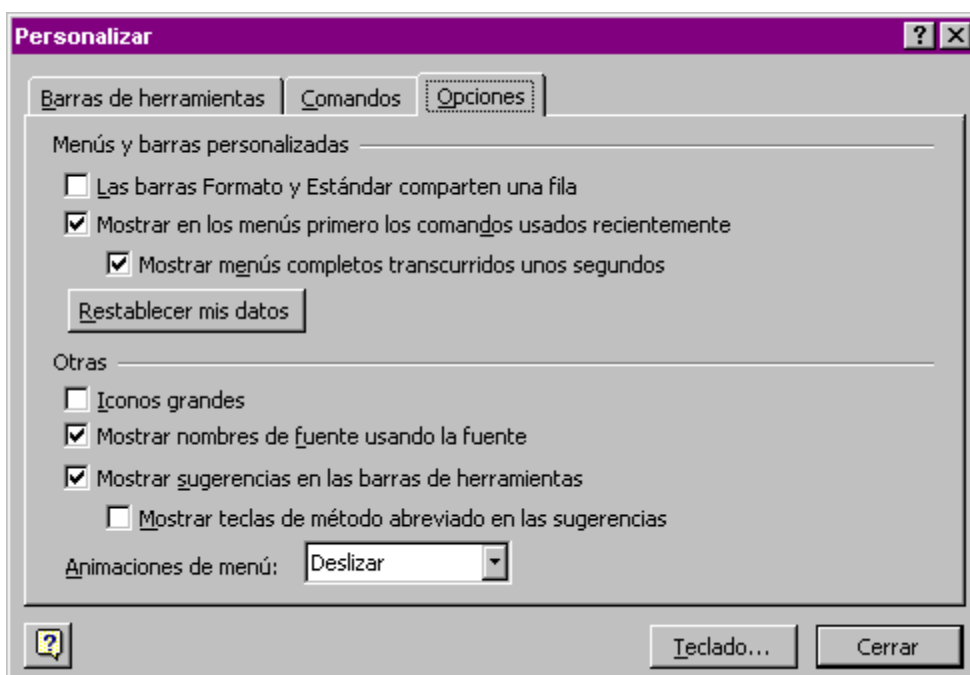 Personalizar
Barras de herramientas Comandos Opciones
Menús y barras personalizadas
Las barras Formato y Estándar comparten una fila
Mostrar en los menús primero los comandos usados recientemente
Mostrar menús completos transcurridos unos segundos
Restablecer mis datos
Otras
Iconos grandes
Mostrar nombres de fuente usando la fuente
Mostrar sugerencias en las barras de herramientas
Mostrar teclas de método abreviado en las sugerencias
Animaciones de menú: Deslizar
Teclado... Cerrar